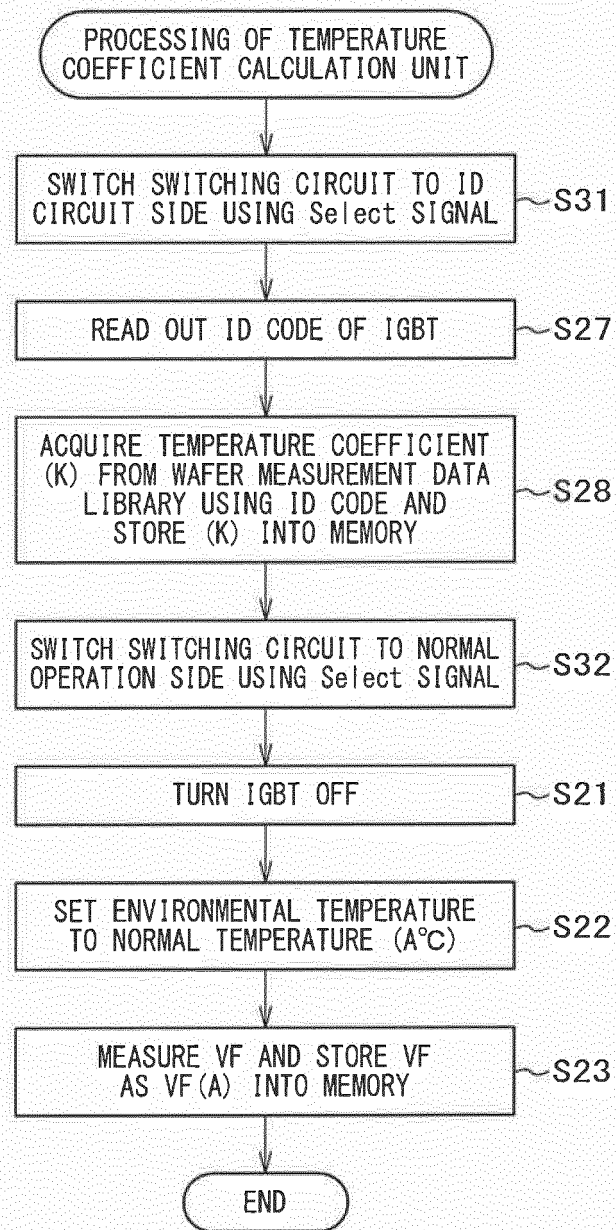 PROCESSING OF TEMPERATURE
COEFFICIENT CALCULATION UNIT
SWITCH SWITCHING CIRCUIT TO ID
CIRCUIT SIDE USING Select SIGNAL
S31
READ OUT ID CODE OF IGBT
S27
ACQUIRE TEMPERATURE COEFFICIENT
(K) FROM WAFER MEASUREMENT DATA
LIBRARY USING ID CODE AND
STORE (K) INTO MEMORY
S28
SWITCH SWITCHING CIRCUIT TO NORMAL
OPERATION SIDE USING Select SIGNAL
S32
TURN IGBT OFF
S21
SET ENVIRONMENTAL TEMPERATURE
TO NORMAL TEMPERATURE (A℃)
S22
MEASURE VF AND STORE VF
AS VF(A) INTO MEMORY
S23
END